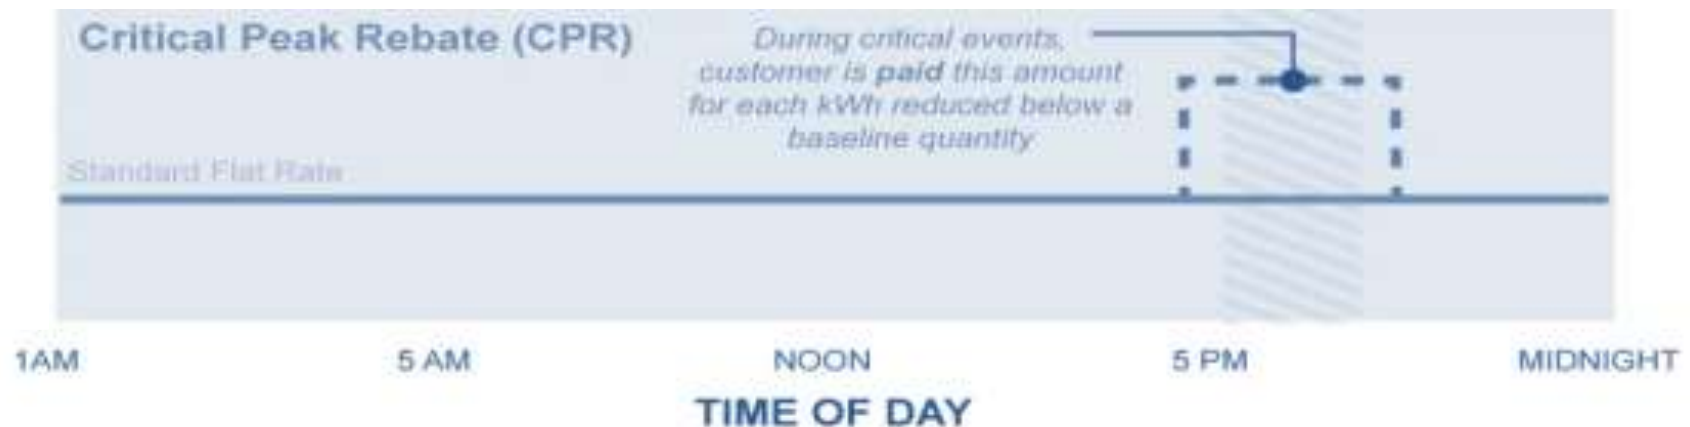 Critical Peak Rebate (CPR)
During critical events,
customer is paid this amount
for each kWh reduced below a
baseline quantity
Standard Flat Rate
1AM
5 AM
NOON
5 PM
MIDNIGHT
TIME OF DAY